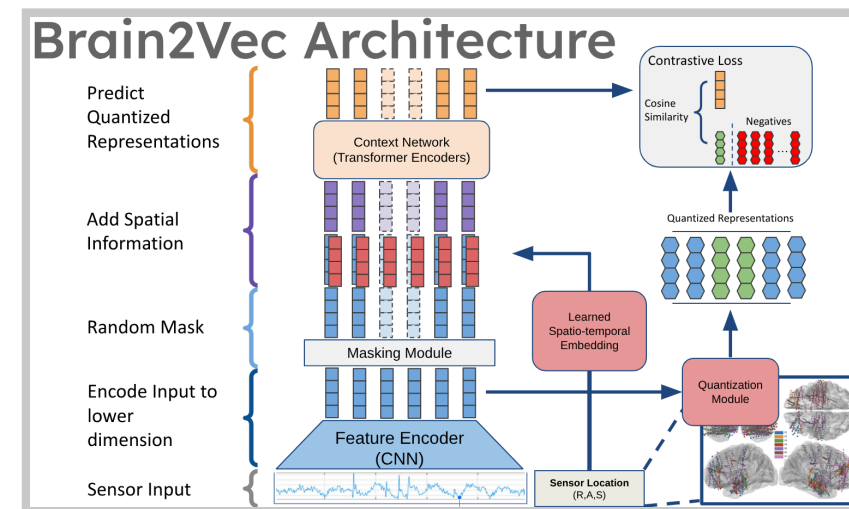 Brain2Vec Architecture
Predict
Quantized
Representations
Add Spatial
Information
Random Mask
Encode Input to
lower
dimension
Sensor Input
Context Network
(Transformer Encoders)
Masking Module
Feature Encoder
(CNN)
Learned
Spatio-temporal
Embedding
Sensor Location
(R,A,S)
Contrastive Loss
Cosine
Similarity
Negatives
Quantized Representations
Quantization
Module